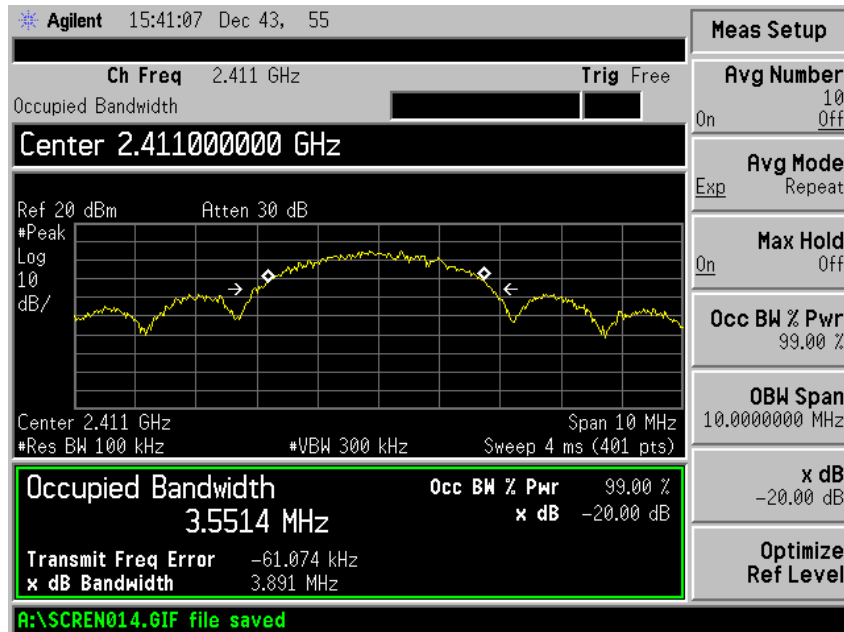 Agilent 15:41:07 Dec 43, 55
Ch Freq 2.411 GHz Trig Free
Occupied Bandwidth
Center 2.411000000 GHz
Ref 20 dBm Atten 30 dB
#Peak
Log
10
dB/
Center 2.411 GHz Span 10 MHz
#Res BW 100 kHz #VBW 300 kHz Sweep 4 ms (401 pts)
Occupied Bandwidth Occ BW % Pwr 99.00 %
3.5514 MHz x dB -20.00 dB
Transmit Freq Error -61.074 kHz
x dB Bandwidth 3.891 MHz
A:\SCREN014.GIF file saved
Meas Setup
Avg Number
10
On Off
Avg Mode
Exp Repeat
Max Hold
On Off
Occ BW % Pwr
99.00 %
OBW Span
10.0000000 MHz
x dB
-20.00 dB
Optimize
Ref Level